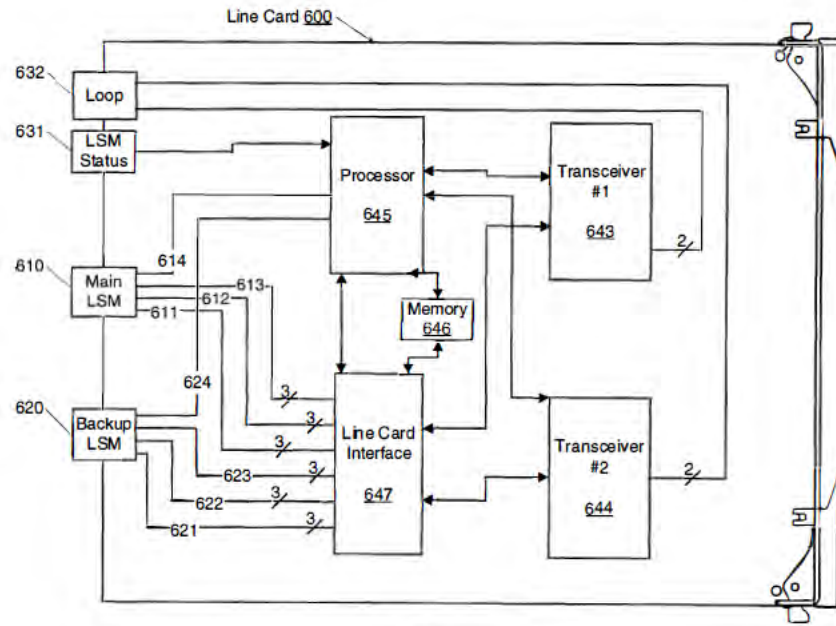 Line Card 600
632
Loop
631
LSM
Status
Processor
645
Transceiver
#1
643
2
614
610
Main
LSM
613
612
611
Memory
646
624
620
Backup
LSM
3
3
3
Line Card
Interface
647
623
3
622
3
621
3
Transceiver
#2
644
2